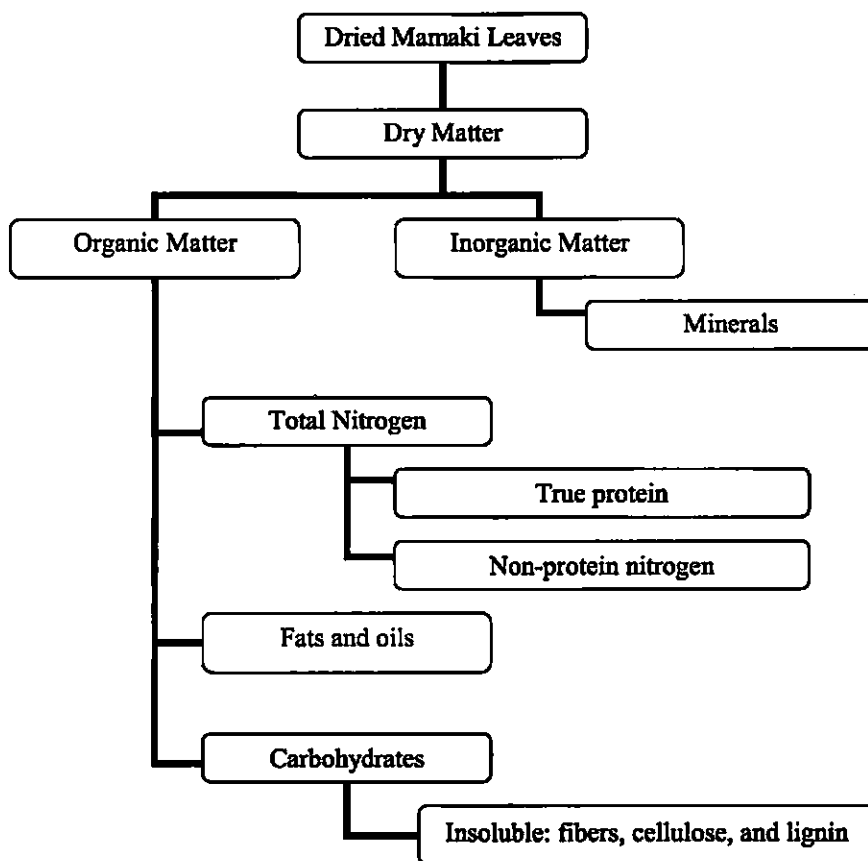 Dried Mamaki Leaves
Dry Matter
Organic Matter
Inorganic Matter
Minerals
Total Nitrogen
True protein
Non-protein nitrogen
Fats and oils
Carbohydrates
Insoluble: fibers, cellulose, and lignin